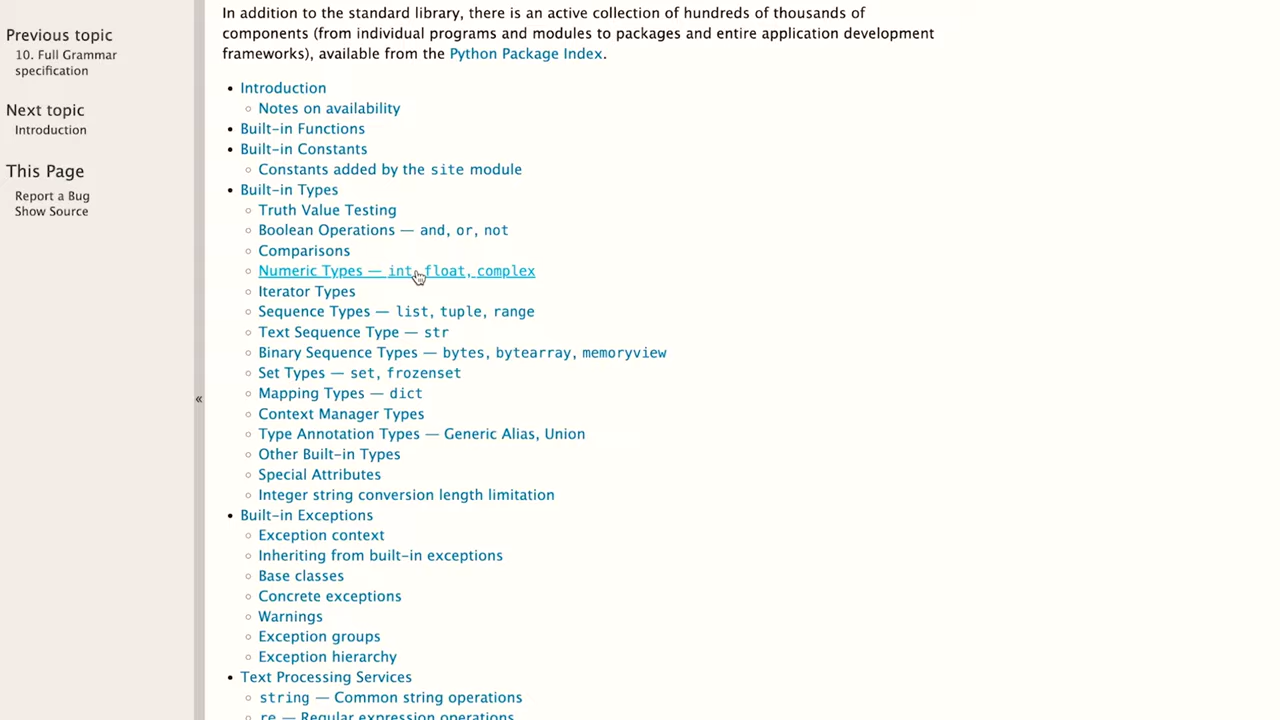 Previous topic
10. Full Grammar
specification
Next topic
Introduction
This Page
Report a Bug
Show Source
«
In addition to the standard library, there is an active collection of hundreds of thousands of
components (from individual programs and modules to packages and entire application development
frameworks), available from the Python Package Index.
• Introduction
◦ Notes on availability
• Built-in Functions
• Built-in Constants
◦ Constants added by the site module
• Built-in Types
◦ Truth Value Testing
◦ Boolean Operations — and, or, not
◦ Comparisons
◦ Numeric Types — int, float, complex
◦ Iterator Types
◦ Sequence Types — list, tuple, range
◦ Text Sequence Type — str
◦ Binary Sequence Types — bytes, bytearray, memoryview
◦ Set Types — set, frozenset
◦ Mapping Types — dict
◦ Context Manager Types
◦ Type Annotation Types — Generic Alias, Union
◦ Other Built-in Types
◦ Special Attributes
◦ Integer string conversion length limitation
• Built-in Exceptions
◦ Exception context
◦ Inheriting from built-in exceptions
◦ Base classes
◦ Concrete exceptions
◦ Warnings
◦ Exception groups
◦ Exception hierarchy
• Text Processing Services
◦ string — Common string operations
◦ re — Regular expression operations